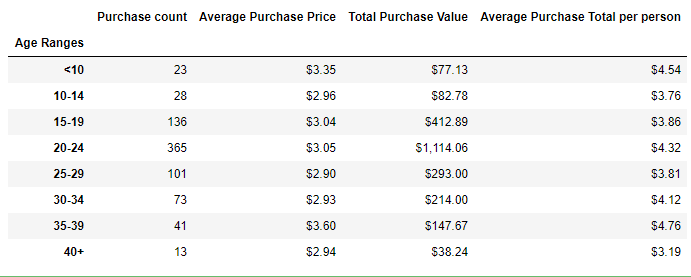 Purchase count Average Purchase Price Total Purchase Value Average Purchase Total per person
Age Ranges
<10 23 $3.35 $77.13 $4.54
10-14 28 $2.96 $82.78 $3.76
15-19 136 $3.04 $412.89 $3.86
20-24 365 $3.05 $1,114.06 $4.32
25-29 101 $2.90 $293.00 $3.81
30-34 73 $2.93 $214.00 $4.12
35-39 41 $3.60 $147.67 $4.76
40+ 13 $2.94 $38.24 $3.19